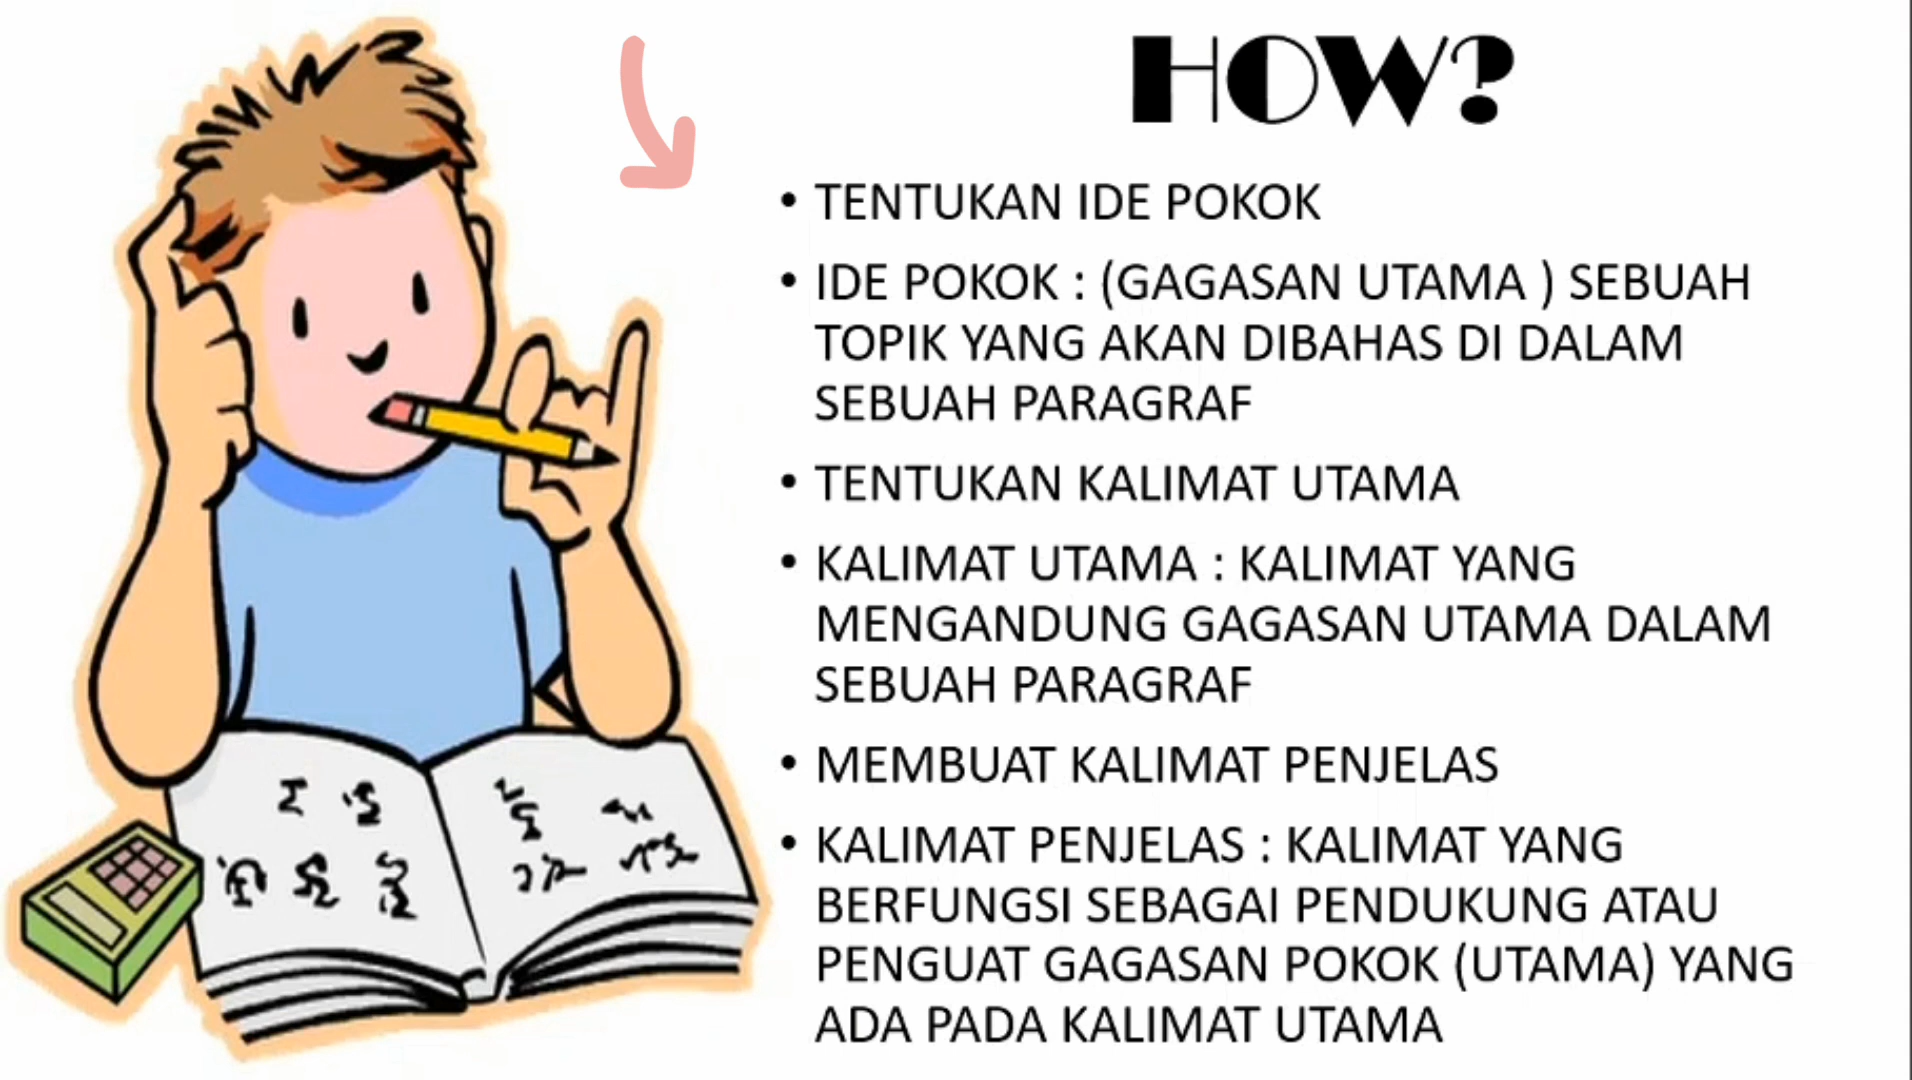 HOW?
• TENTUKAN IDE POKOK
• IDE POKOK : (GAGASAN UTAMA ) SEBUAH
TOPIK YANG AKAN DIBAHAS DI DALAM
SEBUAH PARAGRAF
• TENTUKAN KALIMAT UTAMA
• KALIMAT UTAMA : KALIMAT YANG
MENGANDUNG GAGASAN UTAMA DALAM
SEBUAH PARAGRAF
• MEMBUAT KALIMAT PENJELAS
• KALIMAT PENJELAS : KALIMAT YANG
BERFUNGSI SEBAGAI PENDUKUNG ATAU
PENGUAT GAGASAN POKOK (UTAMA) YANG
ADA PADA KALIMAT UTAMA